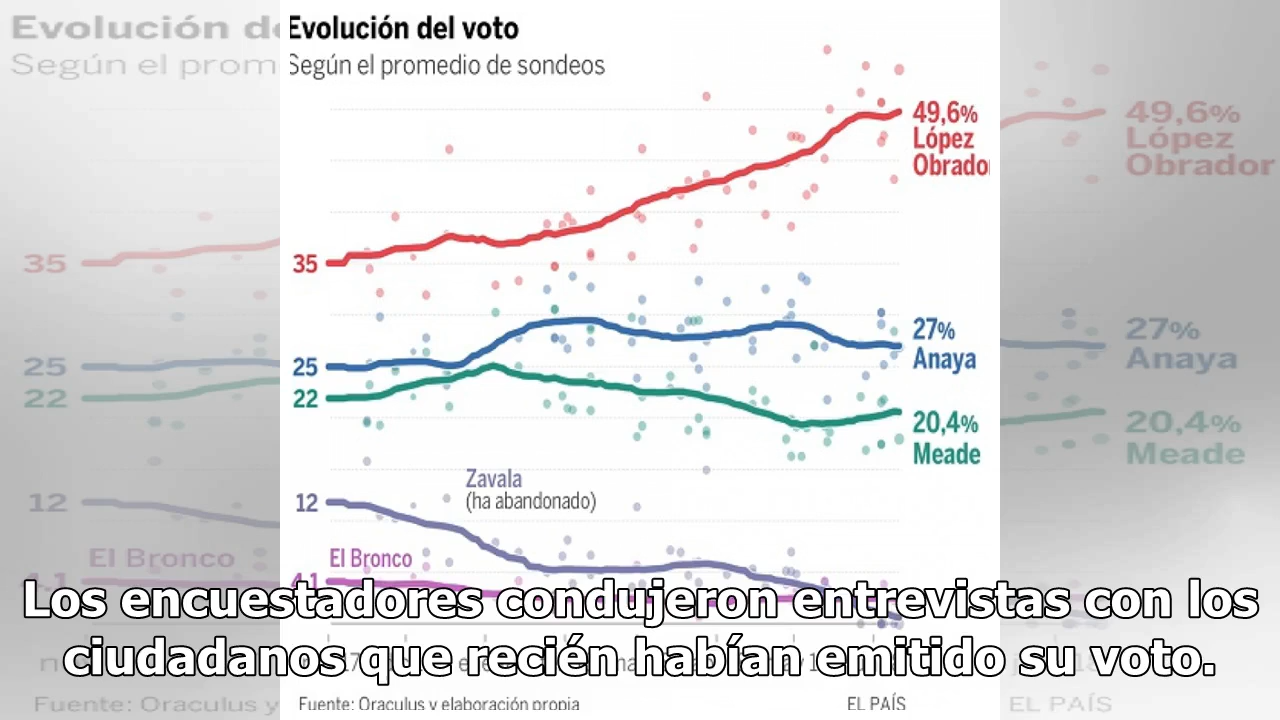 Evolución del voto
Según el promedio de sondeos
49,6%
López
Obrador
35
27%
Anaya
25
22
20,4%
Meade
Zavala
(ha abandonado)
12
El Bronco
4,1
Los encuestadores condujeron entrevistas con los
ciudadanos que recién habían emitido su voto.
Fuente: Oraculus y elaboración propia
EL PAÍS